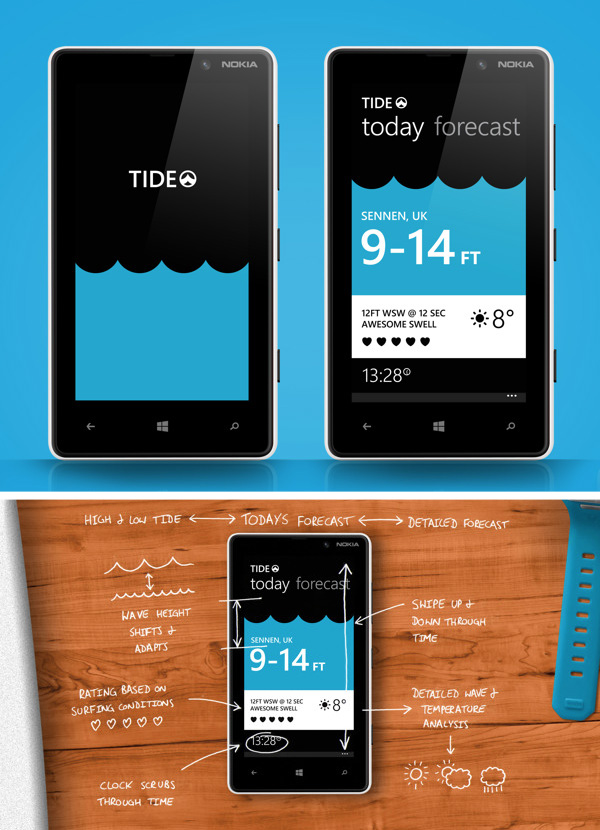 NOKIA
TIDE
NOKIA
TIDE
today forecast
SENNEN, UK
9-14 FT
12FT WSW @ 12 SEC
AWESOME SWELL
8°
13:28
HIGH & LOW TIDE
TODAY'S FORECAST
DETAILED FORECAST
NOKIA
TIDE
today forecast
WAVE HEIGHT
SHIFTS &
ADAPTS
SWIPE UP &
DOWN THROUGH
TIME
SENNEN, UK
9-14 FT
RATING BASED ON
SURFING CONDITIONS
12FT WSW @ 12 SEC
AWESOME SWELL
8°
DETAILED WAVE &
TEMPERATURE
ANALYSIS
13:28
CLOCK SCRUBS
THROUGH TIME